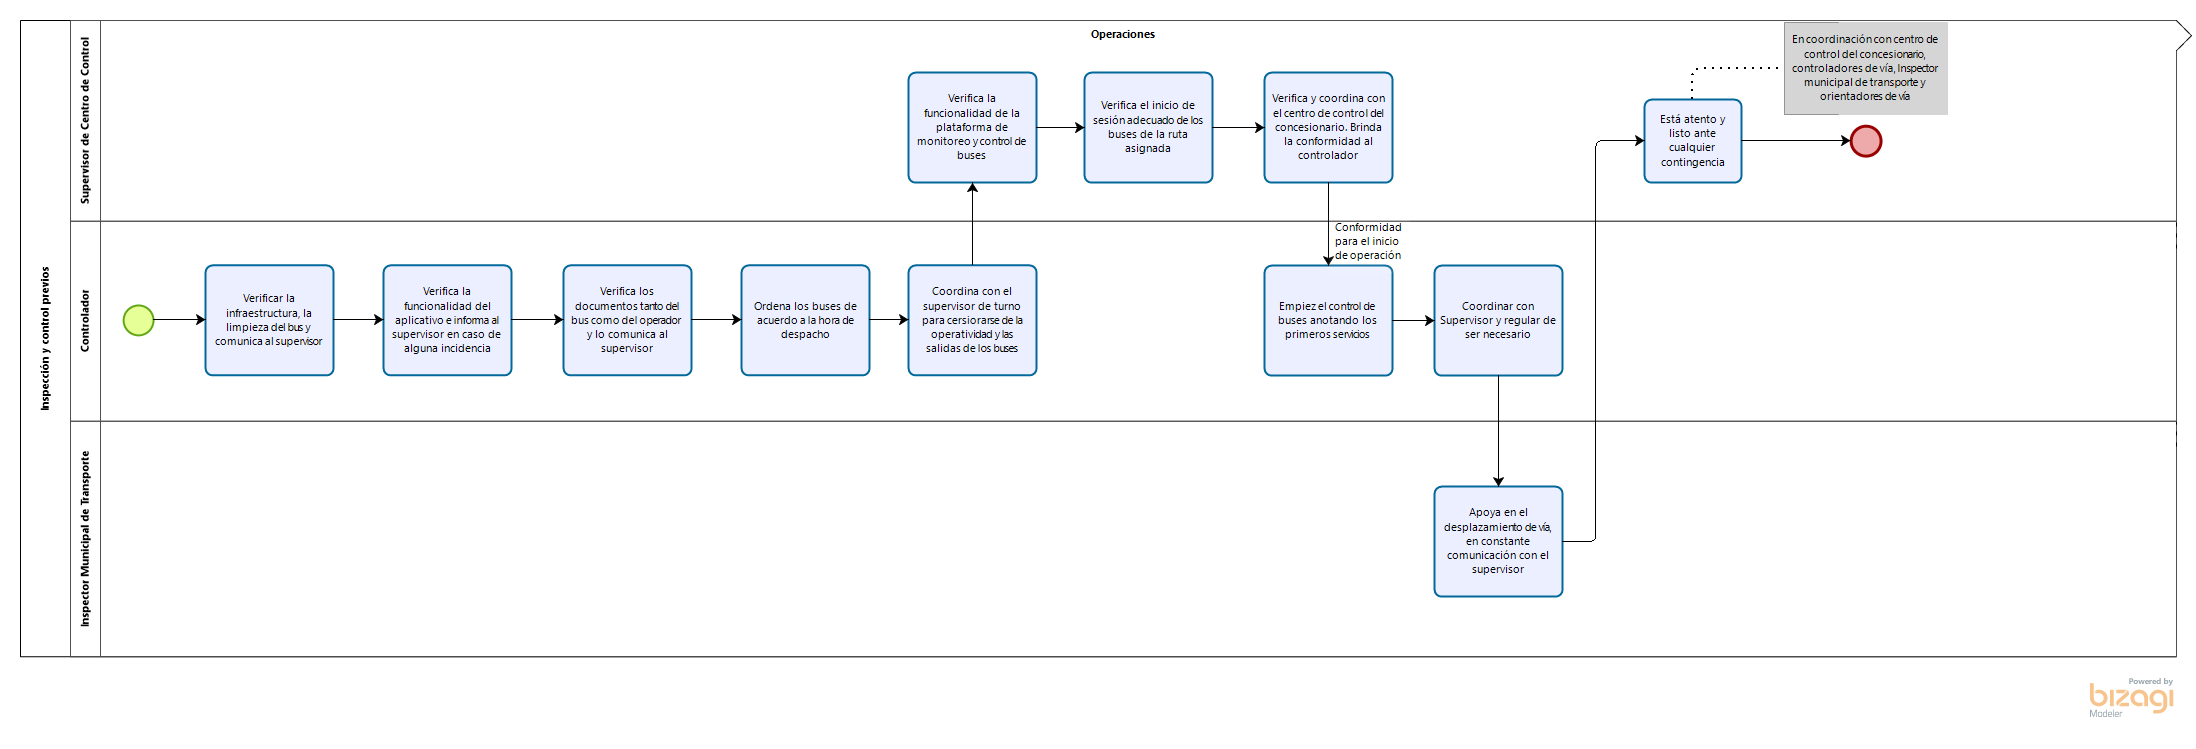 Operaciones
Inspección y control previos
Supervisor de Centro de Control
Verifica la
funcionalidad de la
plataforma de
monitoreo y control de
buses
Verifica el inicio de
sesión adecuado de los
buses de la ruta
asignada
Verifica y coordina con
el centro de control del
concesionario. Brinda
la conformidad al
controlador
Está atento y
listo ante
cualquier
contingencia
En coordinación con centro de
control del concesionario,
controladores de vía, Inspector
municipal de transporte y
orientadores de vía
Conformidad
para el inicio
de operación
Controlador
Verificar la
infraestructura, la
limpieza del bus y
comunica al supervisor
Verifica la
funcionalidad del
aplicativo e informa al
supervisor en caso de
alguna incidencia
Verifica los
documentos tanto del
bus como del operador
y lo comunica al
supervisor
Ordena los buses de
acuerdo a la hora de
despacho
Coordina con el
supervisor de turno
para cersiorarse de la
operatividad y las
salidas de los buses
Empiez el control de
buses anotando los
primeros servicios
Coordinar con
Supervisor y regular de
ser necesario
Inspector Municipal de Transporte
Apoya en el
desplazamiento de vía,
en constante
comunicación con el
supervisor
Powered by
bizagi
Modeler